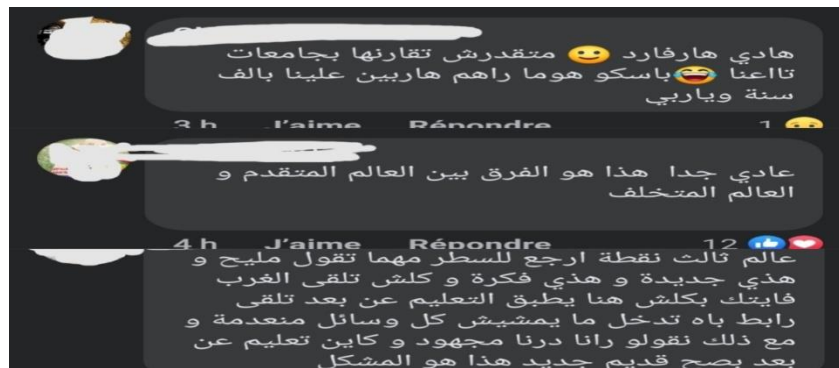 هادي هارفارد 🙂 متقدرش تقارنها بجامعات
تااعنا 😂باسكو هوما راهم هاربين علينا بالف
سنة وياربي
3 h J'aime Répondre 1
عادي جدا هذا هو الفرق بين العالم المتقدم و
العالم المتخلف
4 h J'aime Répondre 12
عالم ثالث نقطة ارجع للسطر مهما تقول مليح و
هذي جديدة و هذي فكرة و كلش تلقى الغرب
فايتك بكلش هنا يطبق التعليم عن بعد تلقى
رابط باه تدخل ما يمشيش كل وسائل منعدمة و
مع ذلك نقولو رانا درنا مجهود و كاين تعليم عن
بعد بصح قديم جديد هذا هو المشكل